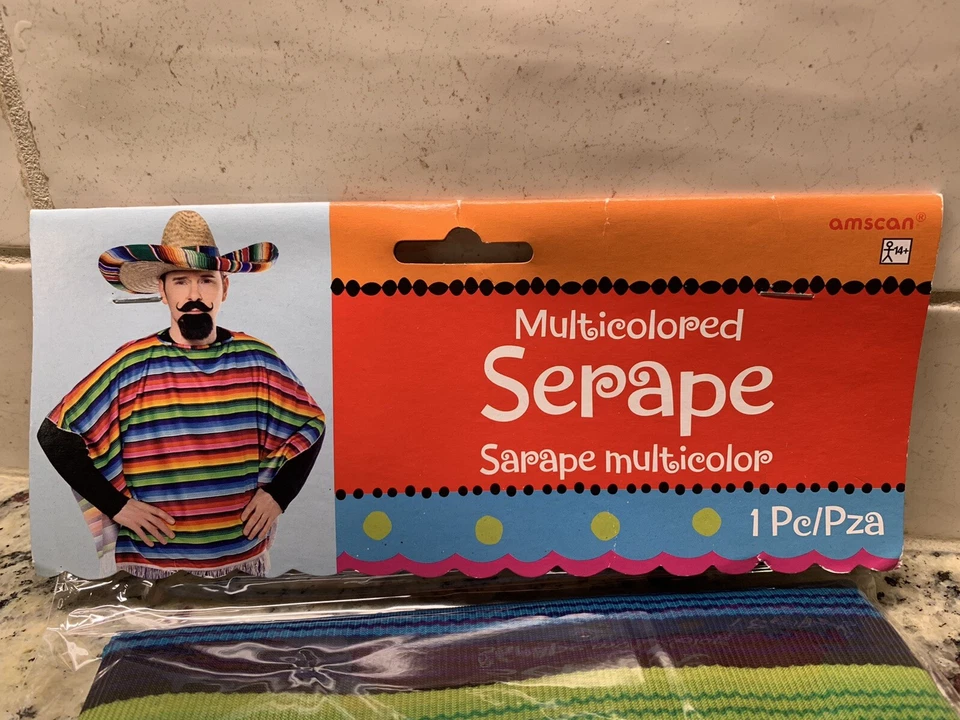 amscan®
14+
Multicolored
Serape
Sarape multicolor
1 Pc/Pza